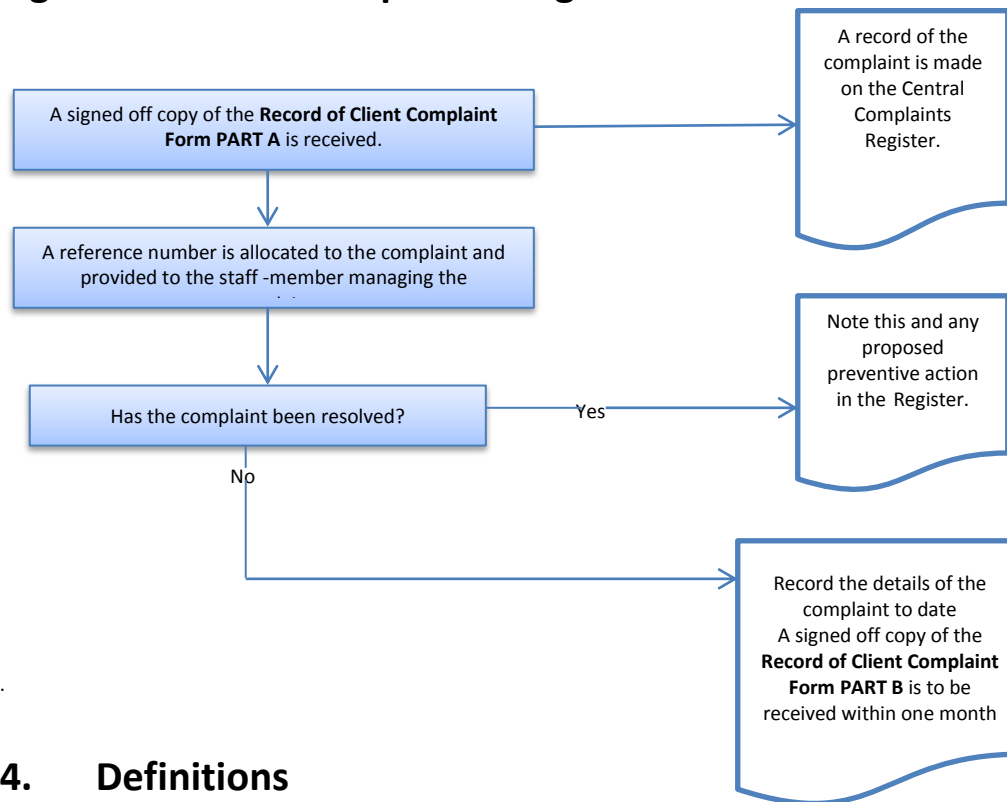 A signed off copy of the Record of Client Complaint
Form PART A is received.
A record of the
complaint is made
on the Central
Complaints
Register.
A reference number is allocated to the complaint and
provided to the staff -member managing the
Has the complaint been resolved?
Yes
Note this and any
proposed
preventive action
in the Register.
No
Record the details of the
complaint to date
A signed off copy of the
Record of Client Complaint
Form PART B is to be
received within one month
.
4. Definitions